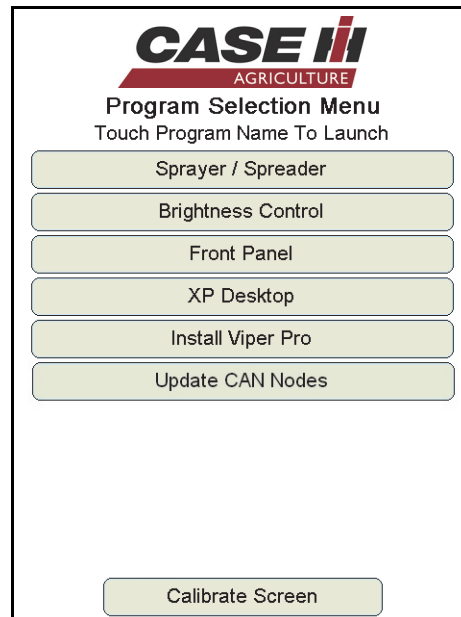 CASE IH
AGRICULTURE
Program Selection Menu
Touch Program Name To Launch
Sprayer / Spreader
Brightness Control
Front Panel
XP Desktop
Install Viper Pro
Update CAN Nodes
Calibrate Screen